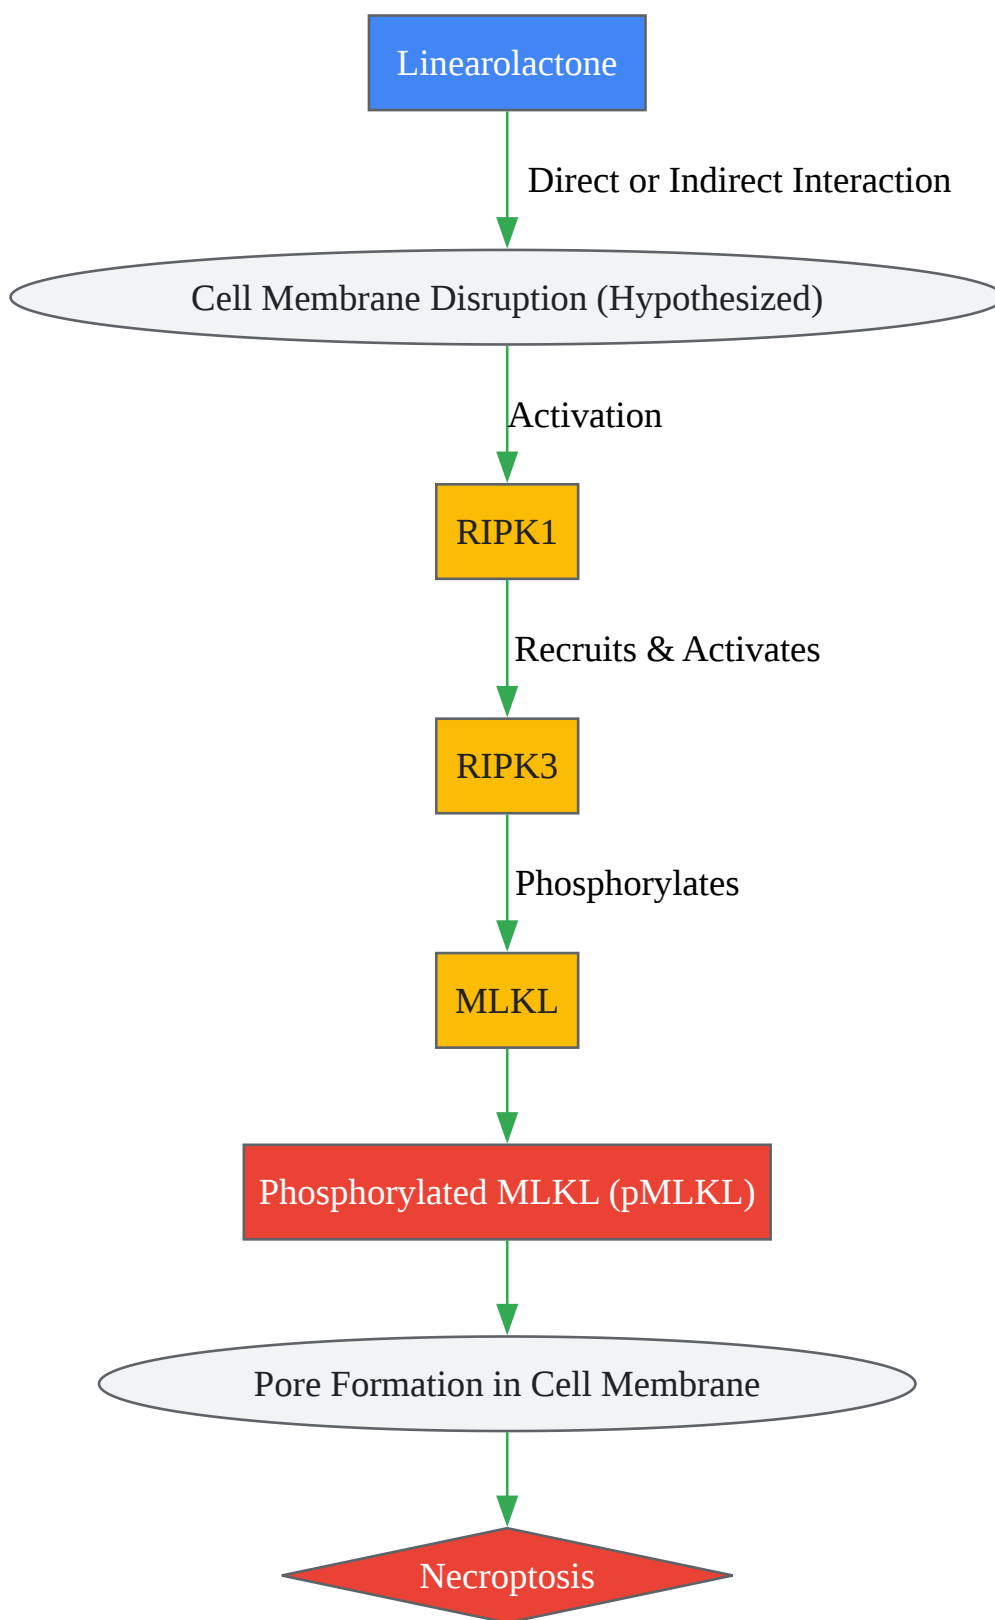 Linearolactone
Direct or Indirect Interaction
Cell Membrane Disruption (Hypothesized)
Activation
RIPK1
Recruits & Activates
RIPK3
Phosphorylates
MLKL
Phosphorylated MLKL (pMLKL)
Pore Formation in Cell Membrane
Necroptosis